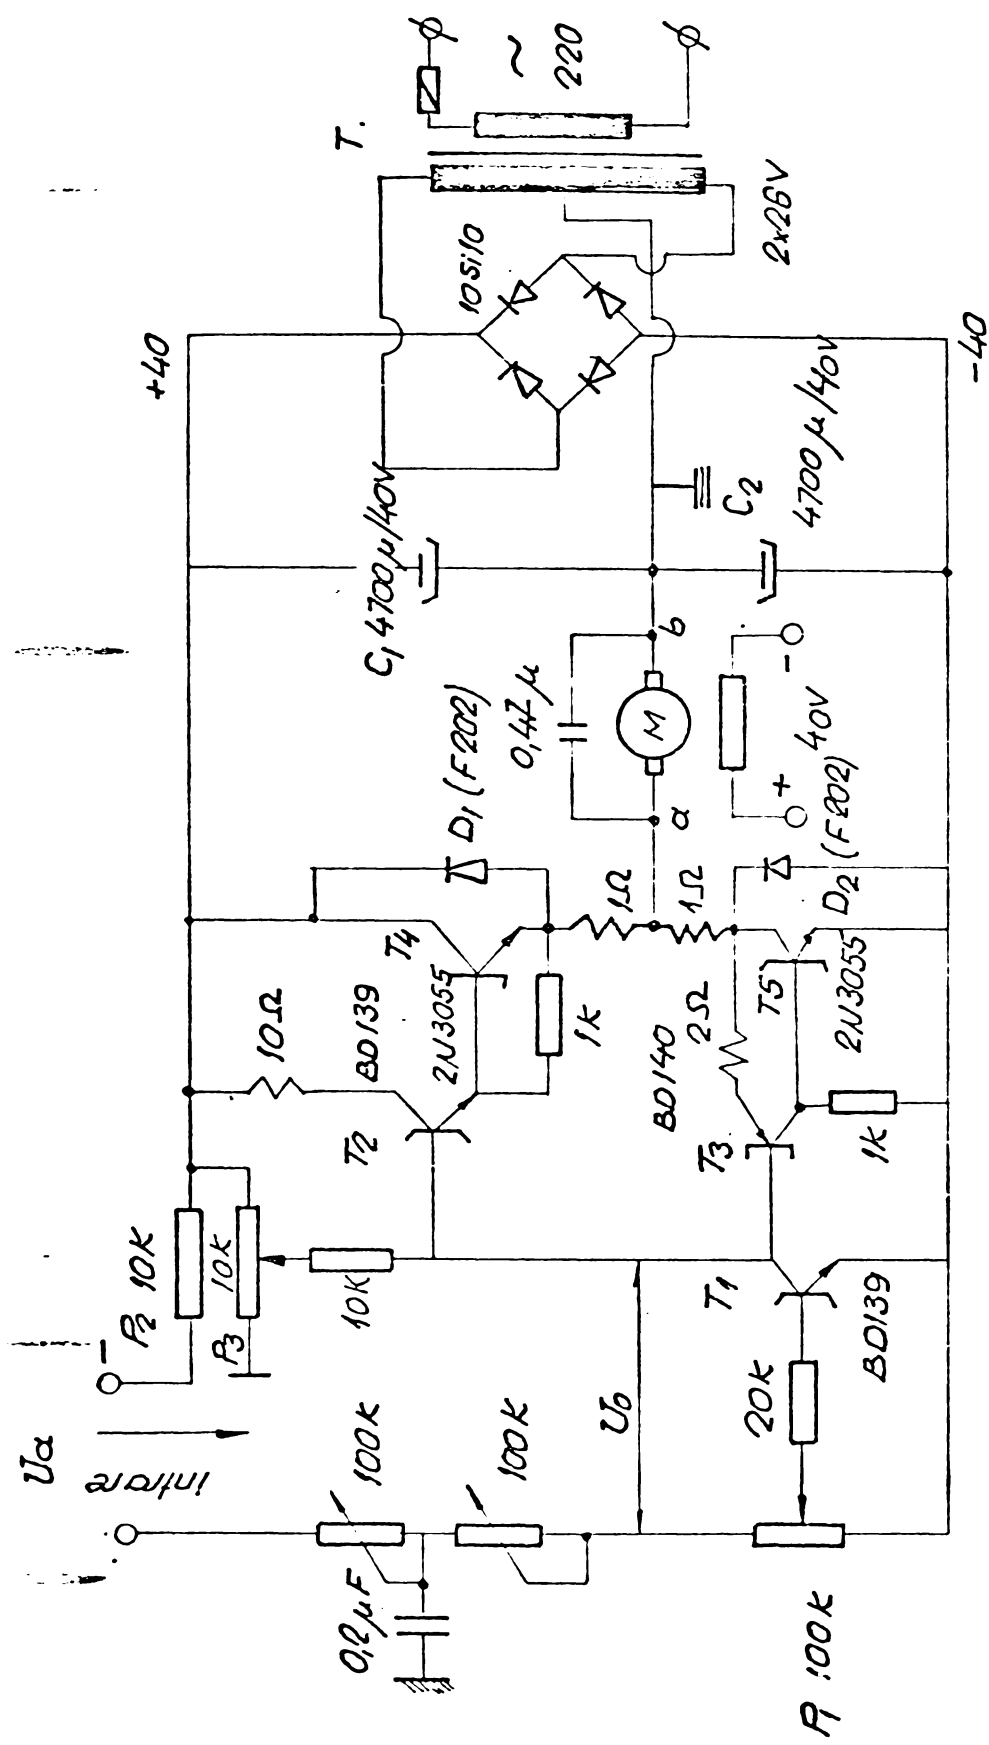 Ua
intrare
-
P2 10K
P3
10K
10K
100K
100K
0,2µF
P1 100K
20K
U0
T1
BD139
T2
BD139
10Ω
+40
T3
BD140
2Ω
1K
T4
2N3055
1K
T5
2N3055
D1 (F202)
D2 (F202)
1Ω
1Ω
0,47µ
M
a
b
+
-
40V
C1 4700µ/40V
C2
4700µ/40V
10Si10
T.
~
220
2x26V
-40